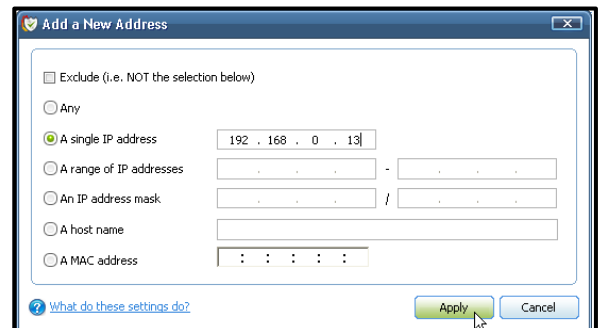 Add a New Address
Exclude (i.e. NOT the selection below)
Any
A single IP address 192 . 168 . 0 . 13
A range of IP addresses . . . - . . .
An IP address mask . . . / . . .
A host name
A MAC address : : : : :
What do these settings do? Apply Cancel